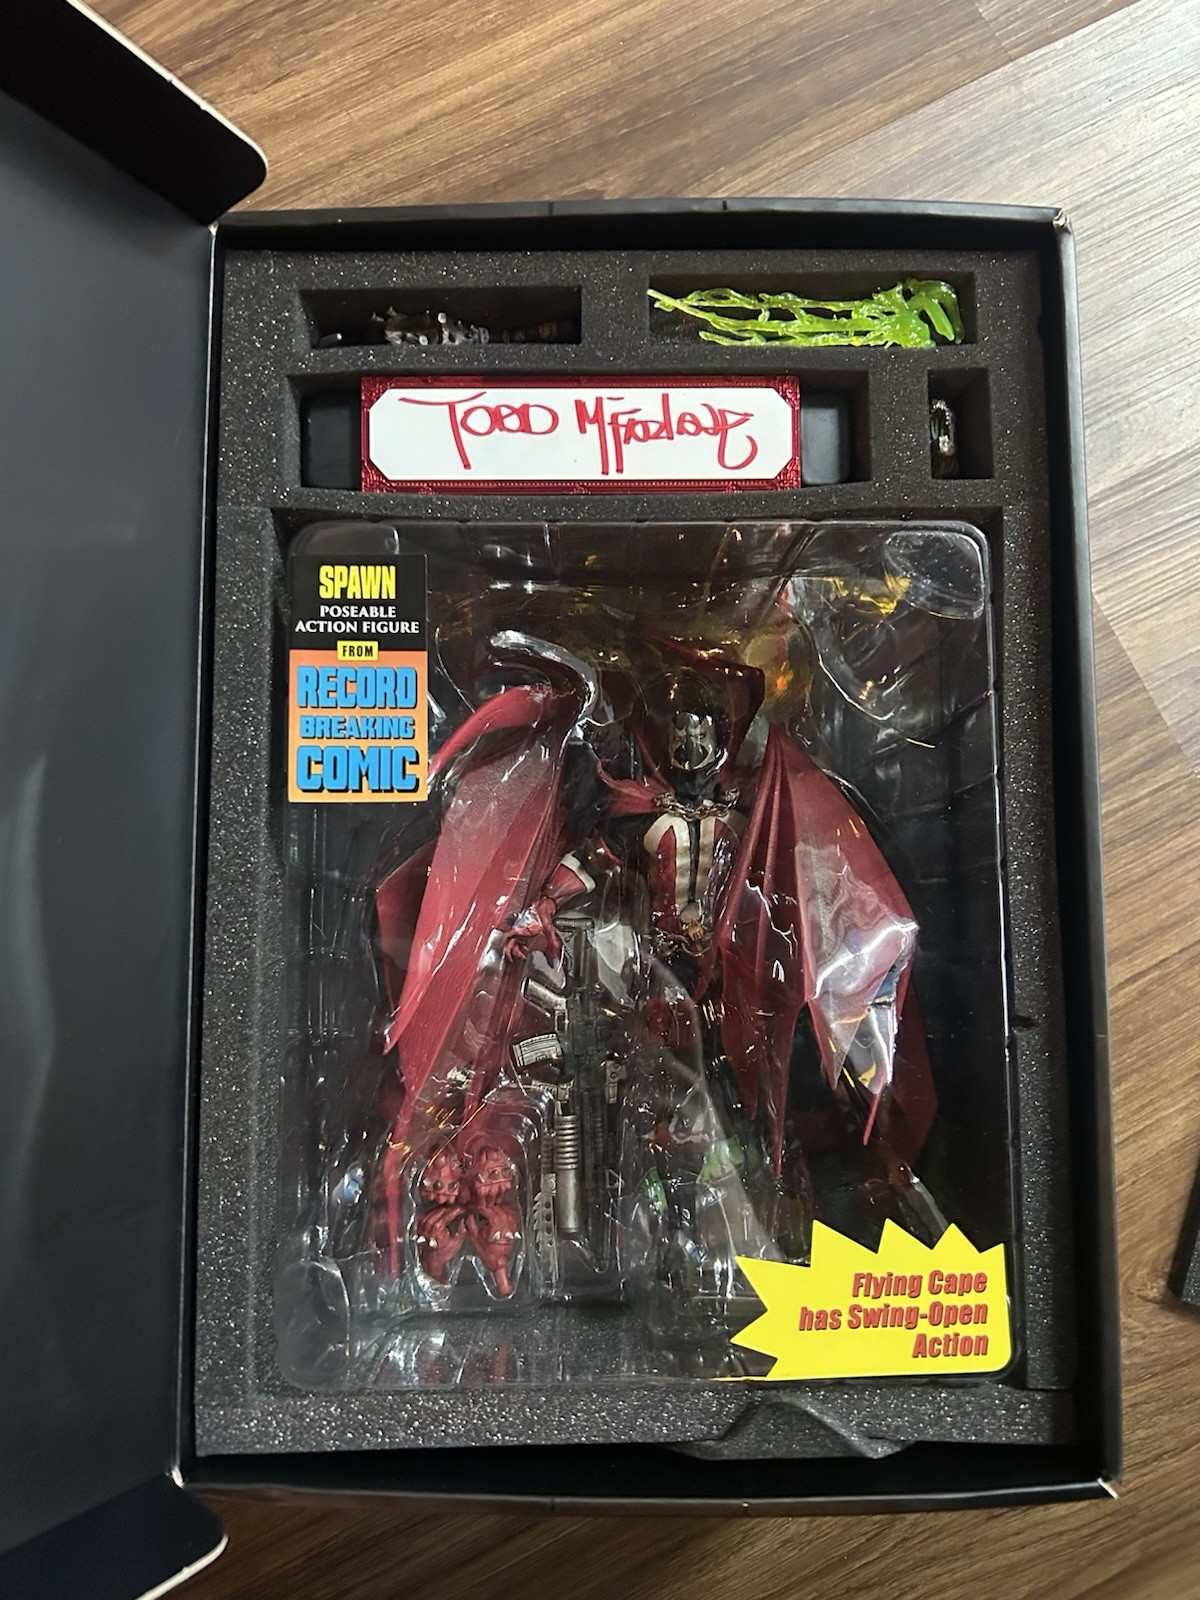 TODD McFarlane
SPAWN
POSEABLE
ACTION FIGURE
FROM
RECORD
BREAKING
COMIC
Flying Cape
has Swing-Open
Action